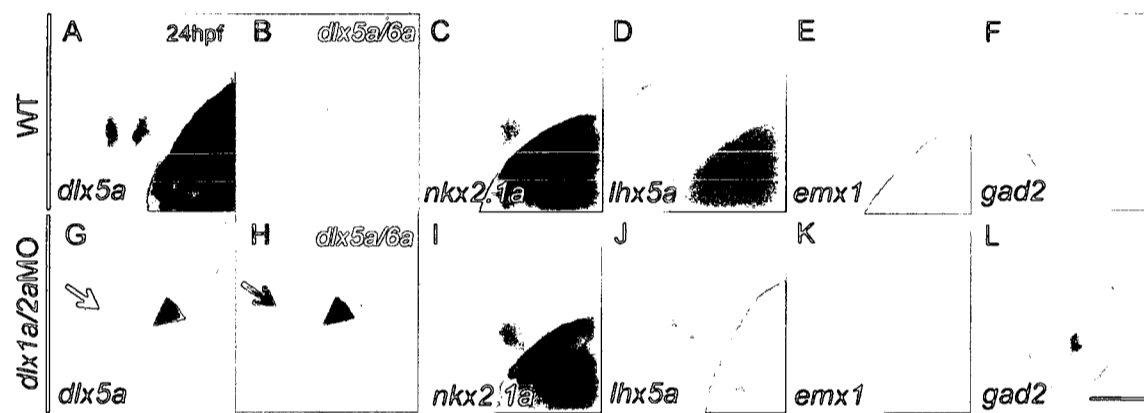 A 24hpf B dlx5a/6a C D E F
WT
dlx5a nkx2.1a lhx5a emx1 gad2
G H dlx5a/6a I J K L
dlx1a/2aMO
dlx5a nkx2.1a lhx5a emx1 gad2